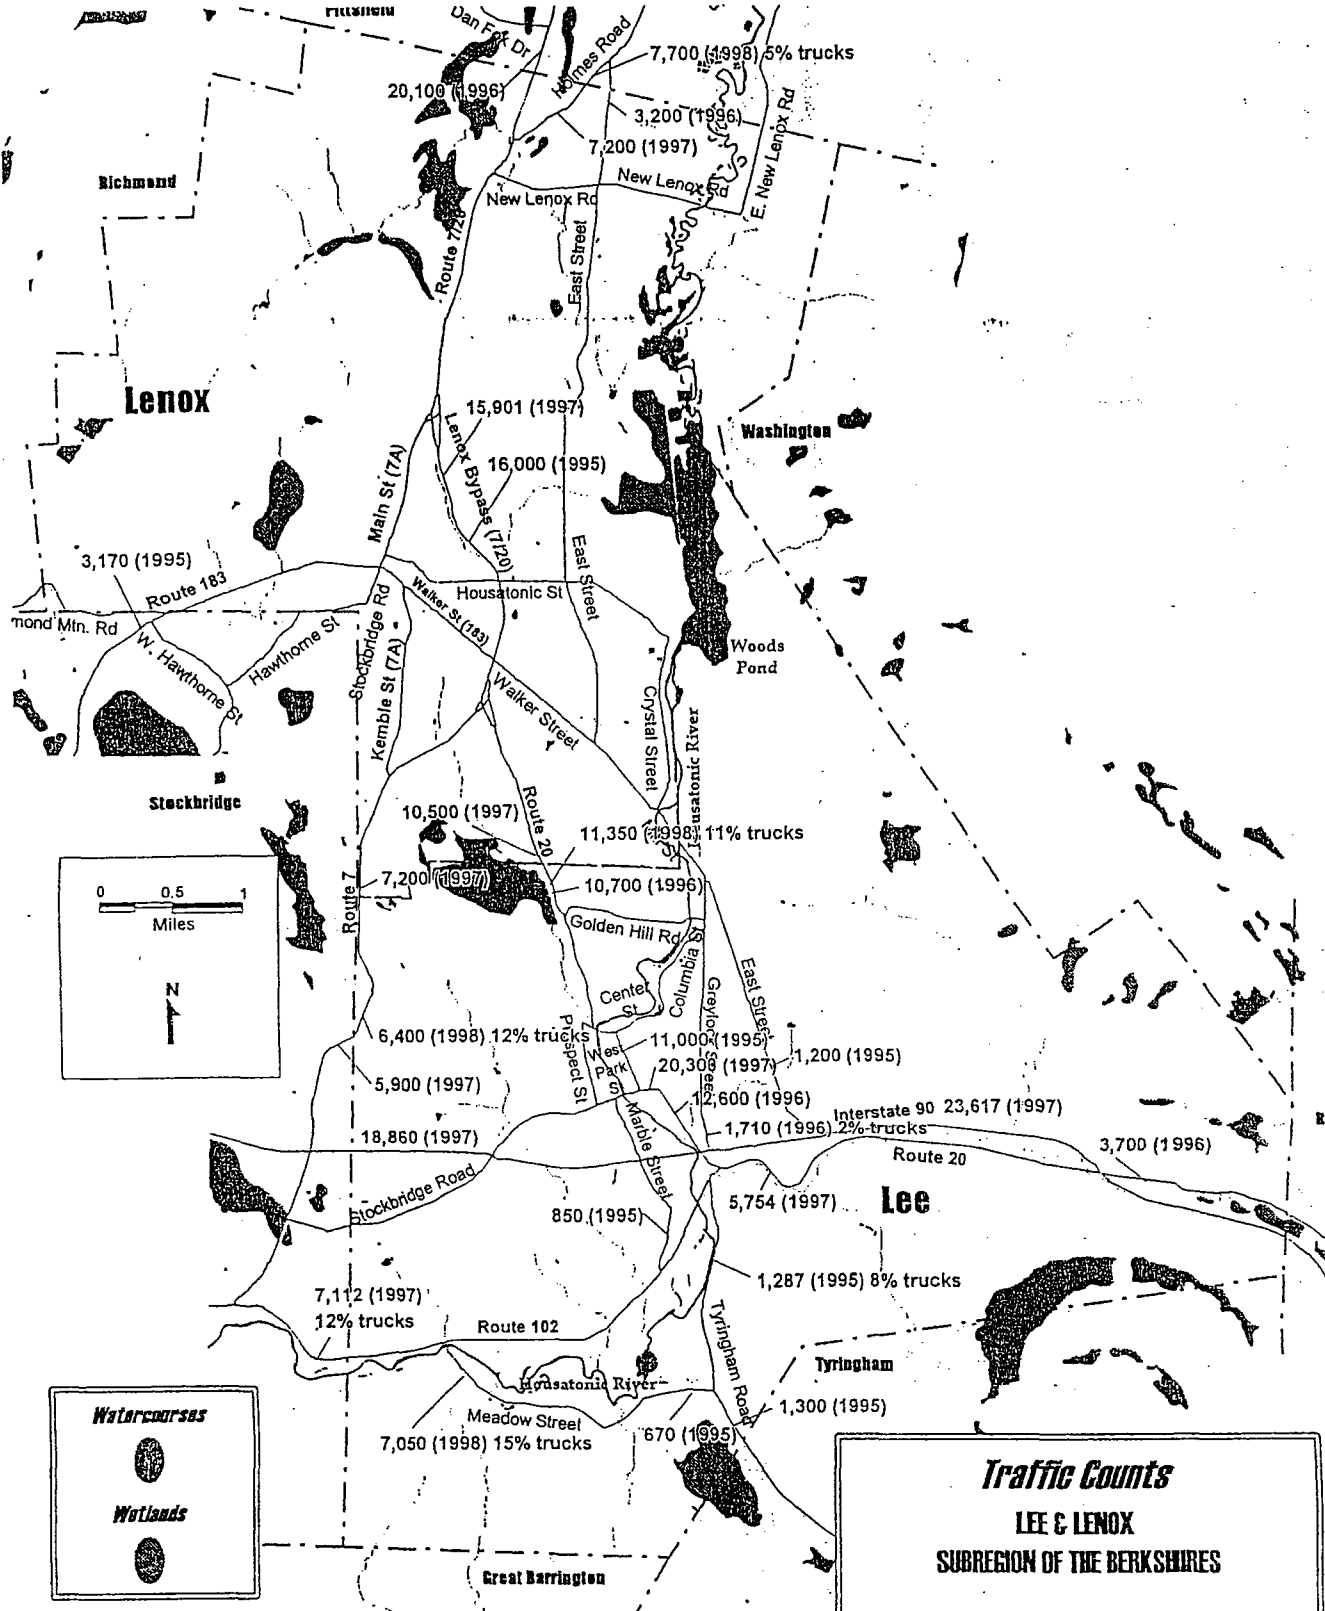 Pittsfield
Dan Fox Dr
Holmes Road
7,700 (1998) 5% trucks
20,100 (1996)
3,200 (1996)
7,200 (1997)
E. New Lenox Rd
Richmond
New Lenox Rd
New Lenox Rd
Route 7/20
East Street
Lenox
15,901 (1997)
Washington
Lenox Bypass (7/20)
16,000 (1995)
Main St (7A)
3,170 (1995)
Route 183
East Street
Housatonic St
Walker St (183)
mond Mtn. Rd
W. Hawthorne St
Hawthorne St
Stockbridge Rd
Kemble St (7A)
Woods
Pond
Walker Street
Crystal Street
Housatonic River
Stockbridge
Route 20
10,500 (1997)
11,350 (1998) 11% trucks
7,200 (1997)
10,700 (1996)
0 0.5 1
Miles
Route 7
Golden Hill Rd
N
Center
St
Columbia St
Greylock Street
East Street
6,400 (1998) 12% trucks
Prospect St
West
Park
St
11,000 (1995)
1,200 (1995)
20,300 (1997)
5,900 (1997)
12,600 (1996)
Interstate 90 23,617 (1997)
1,710 (1996) 2% trucks
18,860 (1997)
Marble Street
3,700 (1996)
Route 20
Stockbridge Road
850 (1995)
5,754 (1997)
Lee
1,287 (1995) 8% trucks
7,112 (1997)
12% trucks
Route 102
Tyringham Road
Tyringham
Housatonic River
1,300 (1995)
Meadow Street
670 (1995)
7,050 (1998) 15% trucks
Watercourses
Wetlands
Great Barrington
Traffic Counts
LEE & LENOX
SUBREGION OF THE BERKSHIRES